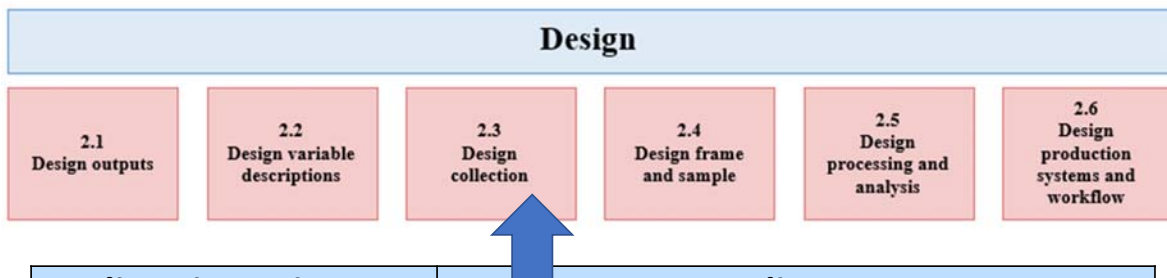 Design
2.1
Design outputs
2.2
Design variable
descriptions
2.3
Design
collection
2.4
Design frame
and sample
2.5
Design
processing and
analysis
2.6
Design
production
systems and
workflow